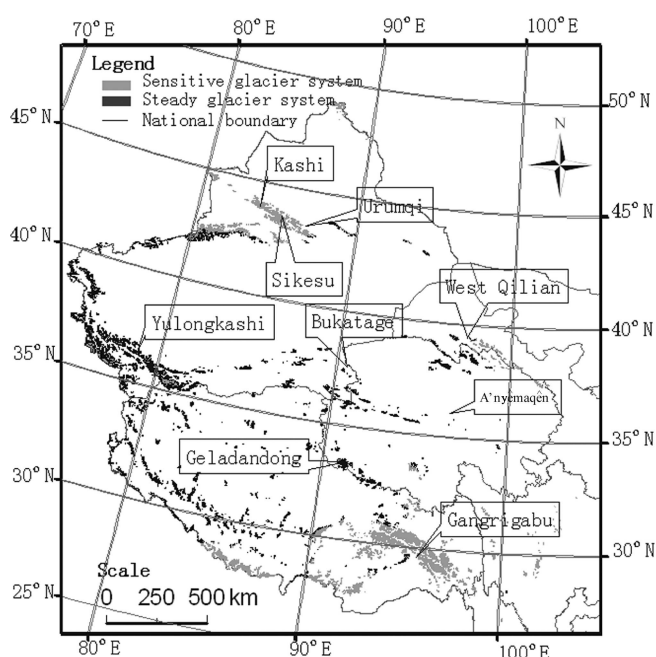 70°E 80°E 90°E 100°E
Legend
Sensitive glacier system
Steady glacier system
National boundary
50°N
45°N
N
Kashi
Urumqi
45°N
40°N
Sikesu
West Qilian
Yulongkashi
Bukatage
40°N
35°N
A'nyemaqen
Geladandong
35°N
30°N
Gangrigabu
30°N
Scale
0 250 500 km
25°N
80°E 90°E 100°E